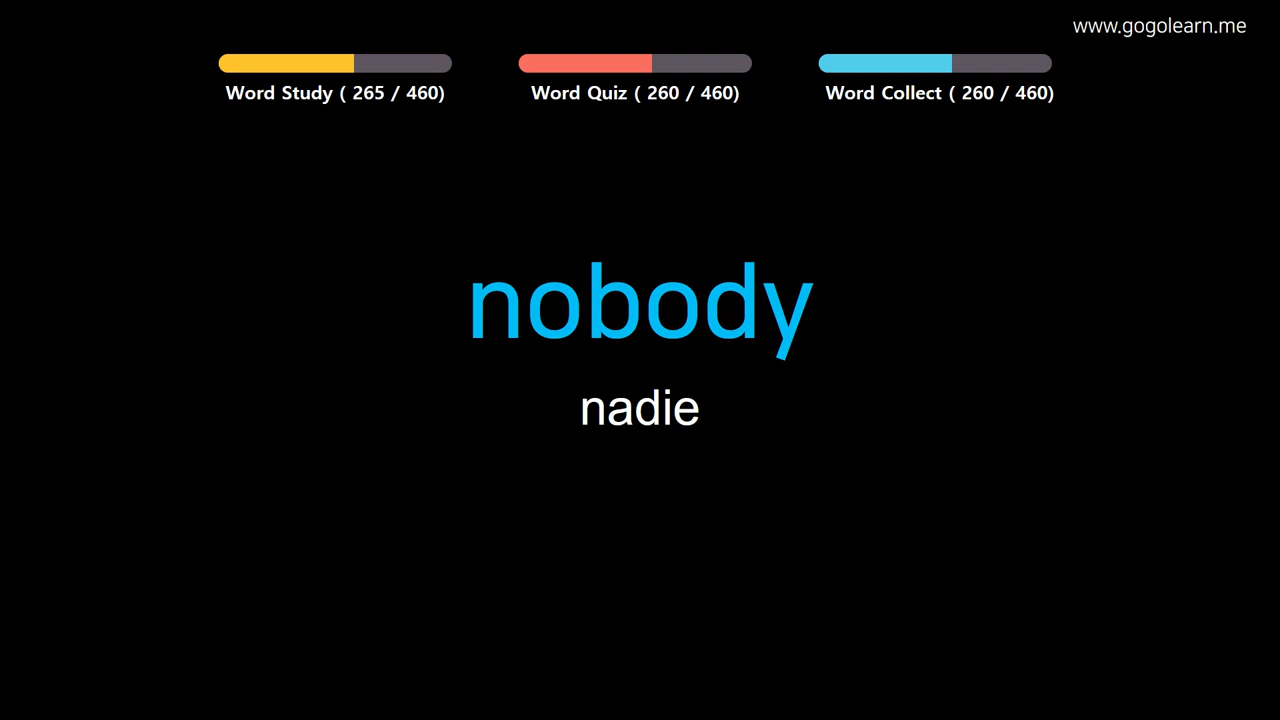 www.gogolearn.me
Word Study ( 265 / 460)
Word Quiz ( 260 / 460)
Word Collect ( 260 / 460)
nobody
nadie